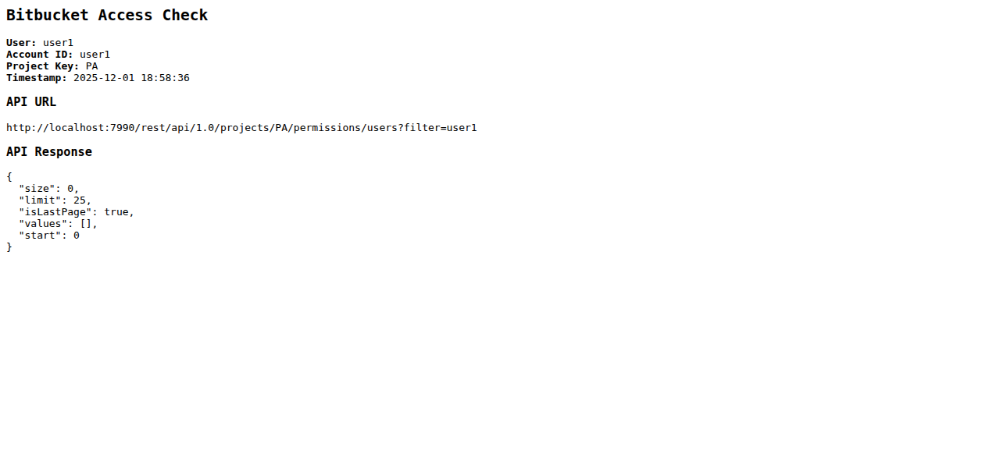 Bitbucket Access Check
User: user1
Account ID: user1
Project Key: PA
Timestamp: 2025-12-01 18:58:36
API URL
http://localhost:7990/rest/api/1.0/projects/PA/permissions/users?filter=user1
API Response
{
  "size": 0,
  "limit": 25,
  "isLastPage": true,
  "values": [],
  "start": 0
}